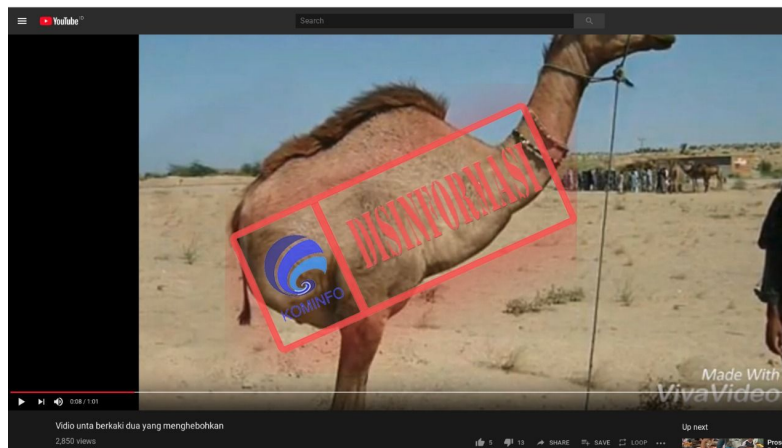 YouTube ID
Search
DISINFORMASI
KOMINFO
Made With
VivaVideo
0:08 / 1:01
Vidio unta berkaki dua yang menghebohkan
2,850 views
5
13
SHARE
SAVE
LOOP
Up next